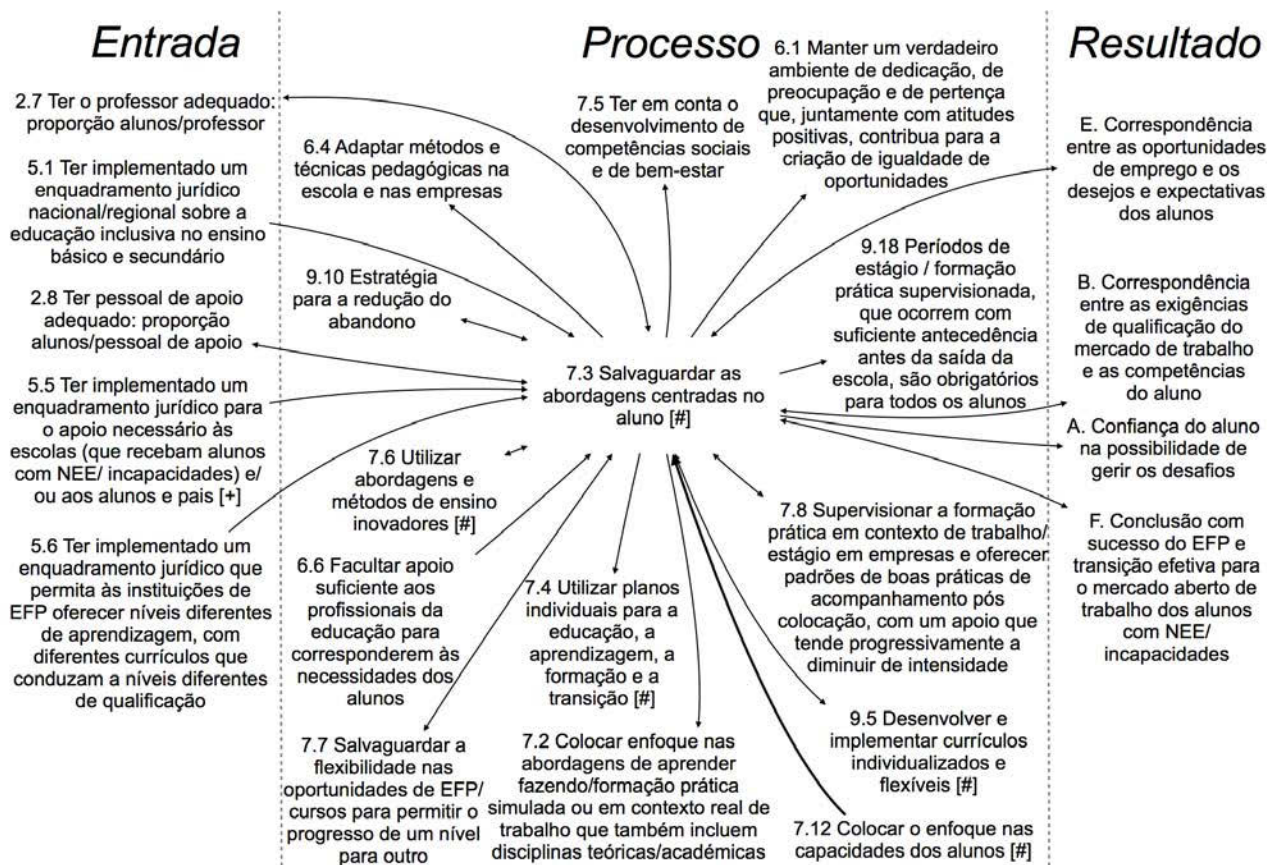 Entrada
2.7 Ter o professor adequado:
proporção alunos/professor
5.1 Ter implementado um
enquadramento jurídico
nacional/regional sobre a
educação inclusiva no ensino
básico e secundário
2.8 Ter pessoal de apoio
adequado: proporção
alunos/pessoal de apoio
5.5 Ter implementado um
enquadramento jurídico para
o apoio necessário às
escolas (que recebam alunos
com NEE/ incapacidades) e/
ou aos alunos e pais [+]
5.6 Ter implementado um
enquadramento jurídico que
permita às instituições de
EFP oferecer níveis diferentes
de aprendizagem, com
diferentes currículos que
conduzam a níveis diferentes
de qualificação
Processo
6.4 Adaptar métodos e
técnicas pedagógicas na
escola e nas empresas
7.5 Ter em conta o
desenvolvimento de
competências sociais
e de bem-estar
6.1 Manter um verdadeiro
ambiente de dedicação, de
preocupação e de pertença
que, juntamente com atitudes
positivas, contribua para a
criação de igualdade de
oportunidades
9.10 Estratégia
para a redução do
abandono
9.18 Períodos de
estágio / formação
prática supervisionada,
que ocorrem com
suficiente antecedência
antes da saída da
escola, são obrigatórios
para todos os alunos
7.3 Salvaguardar as
abordagens centradas no
aluno [#]
7.6 Utilizar
abordagens e
métodos de ensino
inovadores [#]
7.8 Supervisionar a formação
prática em contexto de trabalho/
estágio em empresas e oferecer
padrões de boas práticas de
acompanhamento pós
colocação, com um apoio que
tende progressivamente a
diminuir de intensidade
6.6 Facultar apoio
suficiente aos
profissionais da
educação para
corresponderem às
necessidades dos
alunos
7.4 Utilizar planos
individuais para a
educação, a
aprendizagem, a
formação e a
transição [#]
9.5 Desenvolver e
implementar currículos
individualizados e
flexíveis [#]
7.7 Salvaguardar a
flexibilidade nas
oportunidades de EFP/
cursos para permitir o
progresso de um nível
para outro
7.2 Colocar enfoque nas
abordagens de aprender
fazendo/formação prática
simulada ou em contexto real de
trabalho que também incluem
disciplinas teóricas/académicas
7.12 Colocar o enfoque nas
capacidades dos alunos [#]
Resultado
E. Correspondência
entre as oportunidades
de emprego e os
desejos e expectativas
dos alunos
B. Correspondência
entre as exigências
de qualificação do
mercado de trabalho
e as competências
do aluno
A. Confiança do aluno
na possibilidade de
gerir os desafios
F. Conclusão com
sucesso do EFP e
transição efetiva para
o mercado aberto de
trabalho dos alunos
com NEE/
incapacidades